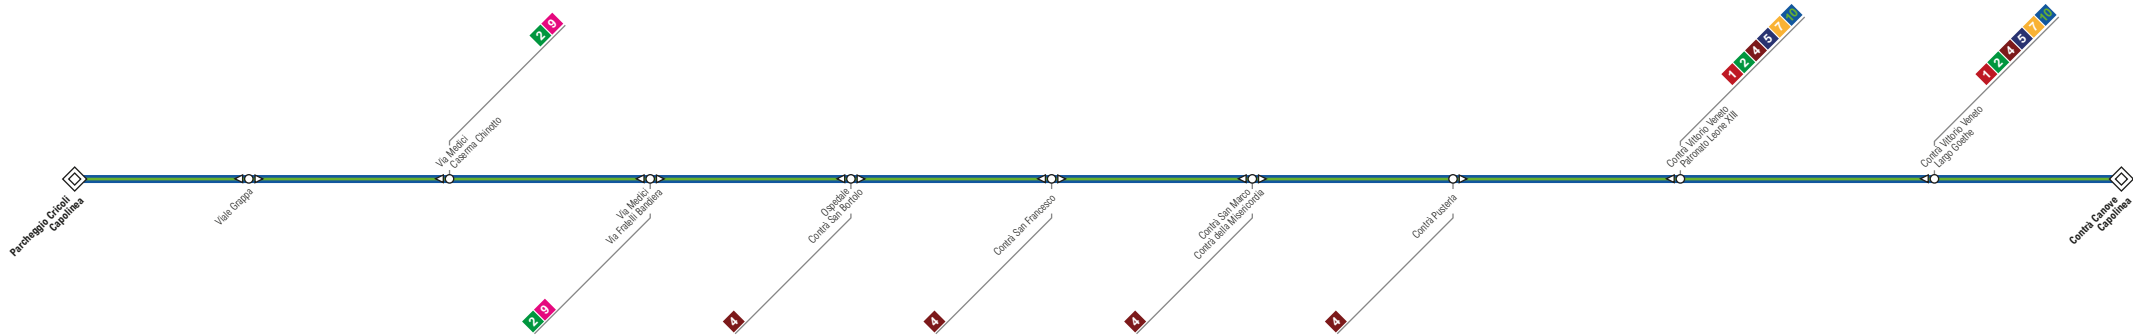 Parcheggio Cricoli
Capolinea
Viale Grappa
2 9
Via Medici
Caserma Chinotto
Via Medici
Via Fratelli Bandiera
2 9
Ospedale
Contrà San Bortolo
4
Contrà San Francesco
4
Contrà San Marco
Contrà della Misericordia
4
Contrà Pusterla
4
1 2 4 5 7 10
Contrà Vittorio Veneto
Patronato Leone XIII
1 2 4 5 7 10
Contrà Vittorio Veneto
Largo Goethe
Contrà Canove
Capolinea